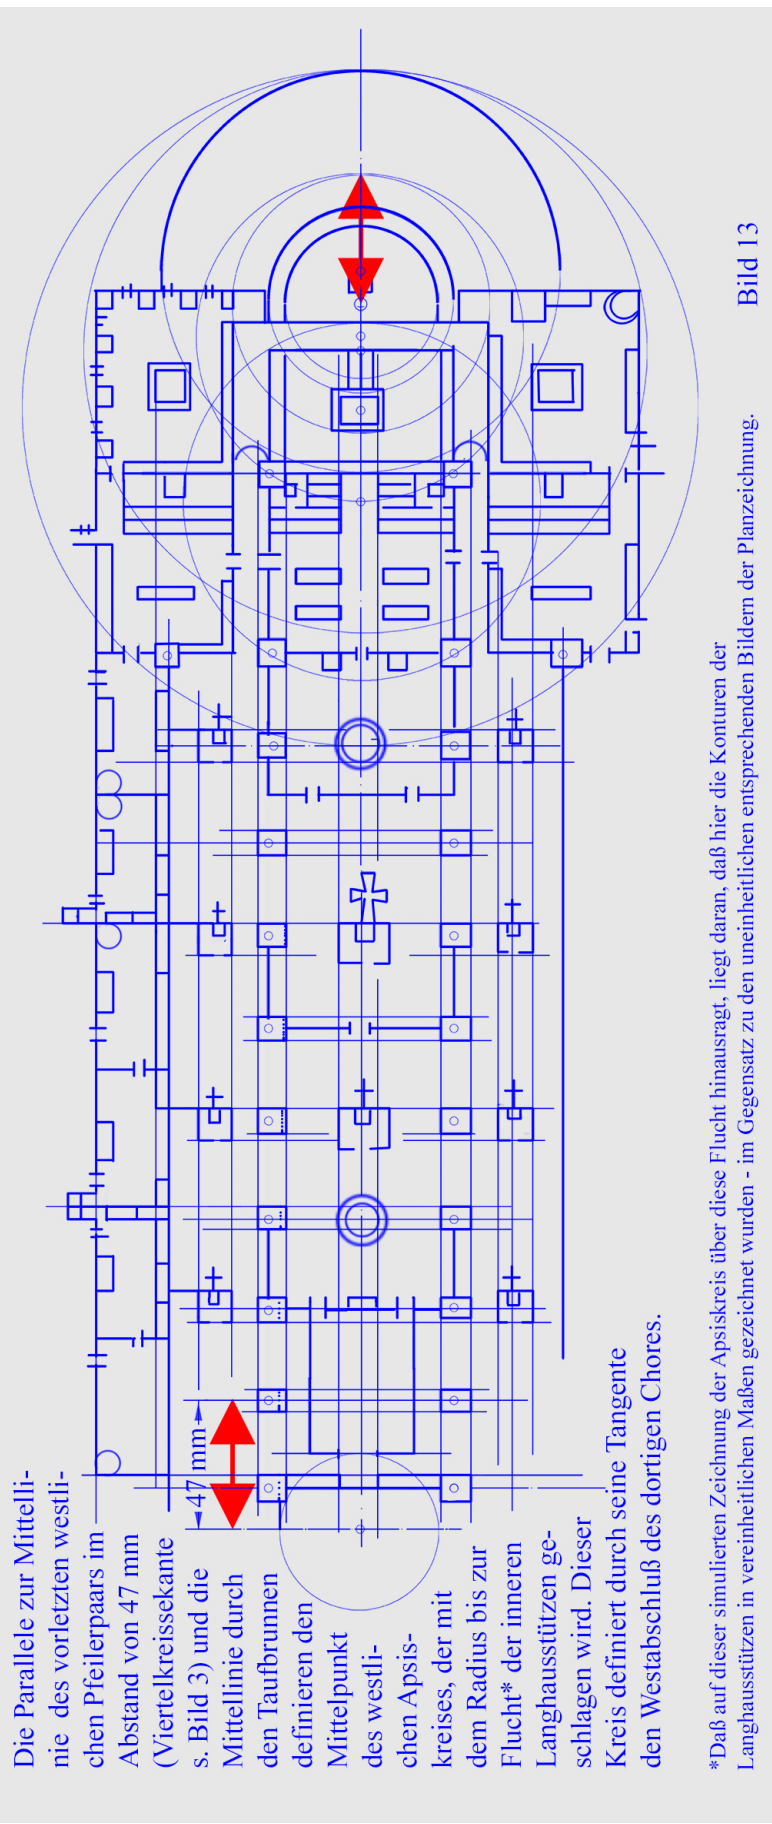 Die Parallele zur Mittelli-
nie des vorletzten westli-
chen Pfeilerpaars im
Abstand von 47 mm
(Viertelkreissekante
s. Bild 3) und die
Mittellinie durch
den Taufbrunnen
definieren den
Mittelpunkt
des westli-
chen Apsis-
kreises, der mit
dem Radius bis zur
Flucht* der inneren
Langhausstützen ge-
schlagen wird. Dieser
Kreis definiert durch seine Tangente
den Westabschluß des dortigen Chores.
47 mm
*Daß auf dieser simulierten Zeichnung der Apsiskreis über diese Flucht hinausragt, liegt daran, daß hier die Konturen der
Langhausstützen in vereinheitlichen Maßen gezeichnet wurden - im Gegensatz zu den uneinheitlichen entsprechenden Bildern der Planzeichnung.
Bild 13